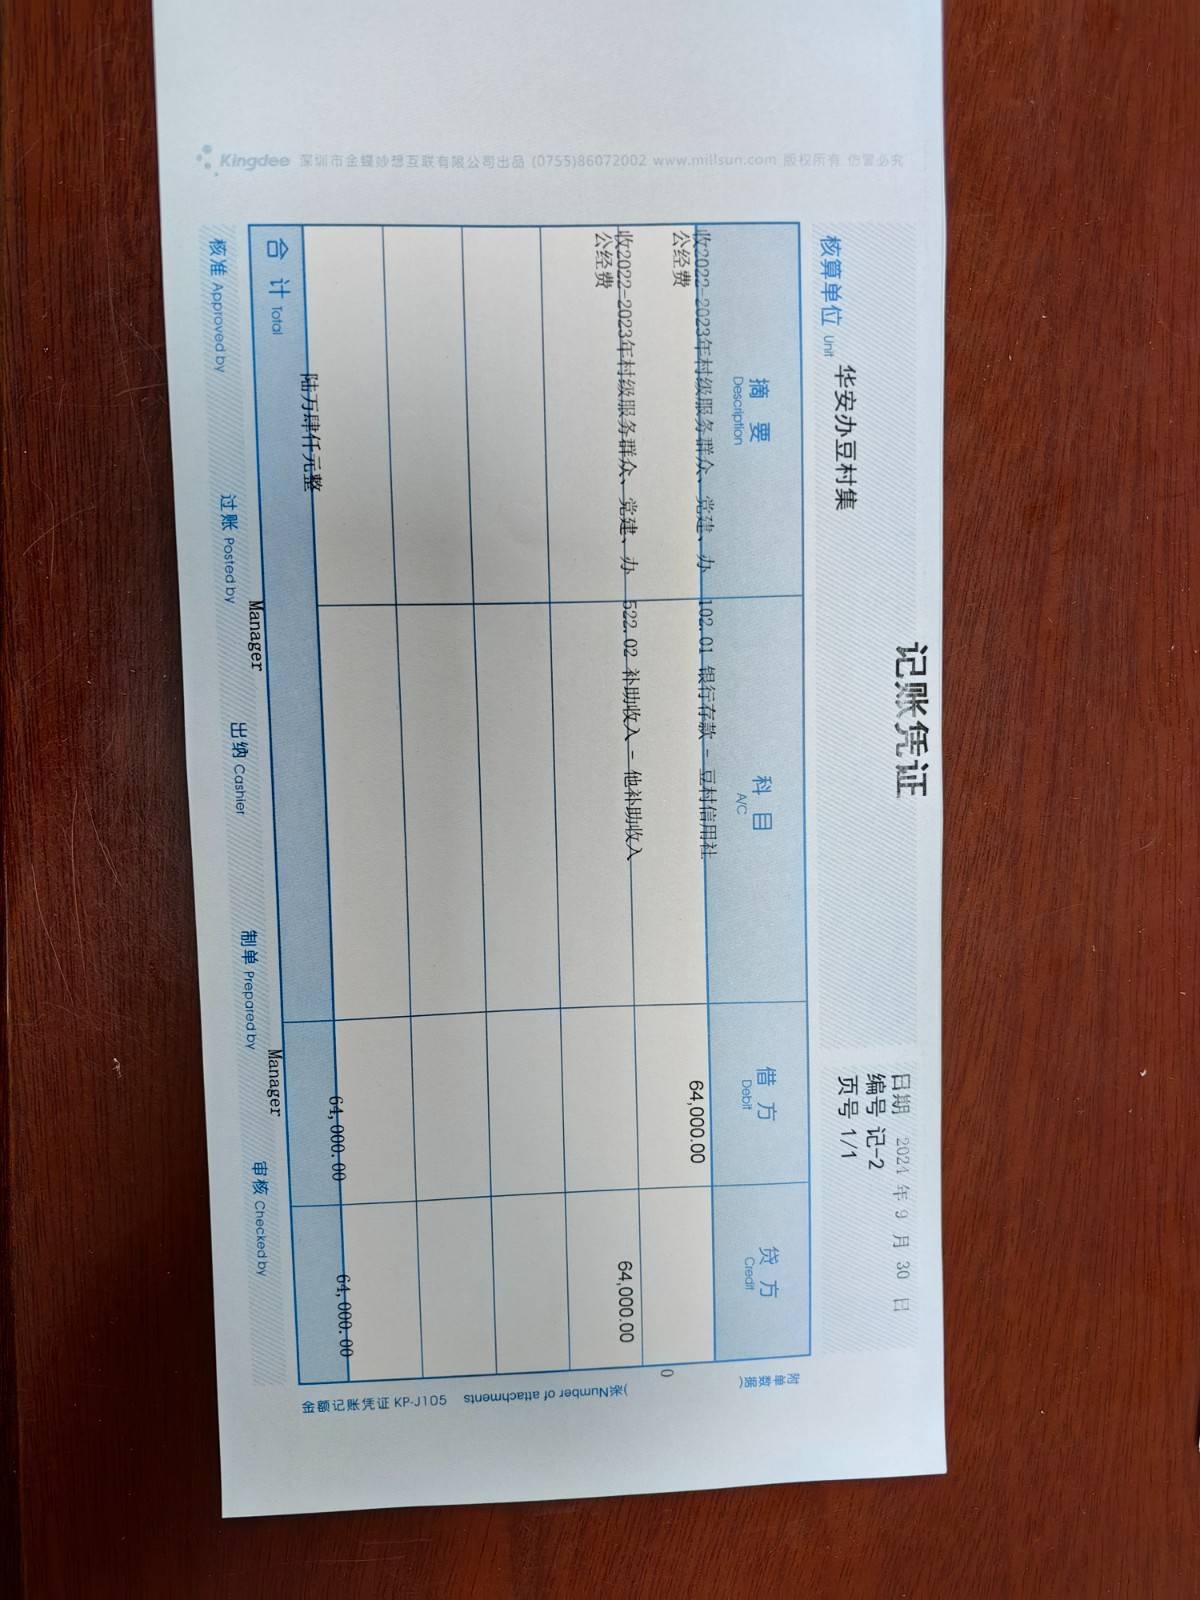 记账凭证
日期 2024 年 9 月 30 日
编号 记-2
页号 1/1
核算单位 Unit 华安办豆村集
摘 要 Description 科 目 A/C 借 方 Debit 贷 方 Credit
收2022-2023年村级服务群众、党建、办公经费 102.01 银行存款 - 豆村信用社 64,000.00
收2022-2023年村级服务群众、党建、办公经费 522.02 补助收入 - 他补助收入 64,000.00
合 计 Total 陆万肆仟元整 64,000.00 64,000.00
附单数据( 0 张)Number of attachments
金额记账凭证 KP-J105
核准 Approved by 过账 Posted by Manager 出纳 Cashier 制单 Prepared by Manager 审核 Checked by
Kingdee 深圳市金蝶妙想互联有限公司出品 (0755)86072002 www.millsun.com 版权所有 仿冒必究